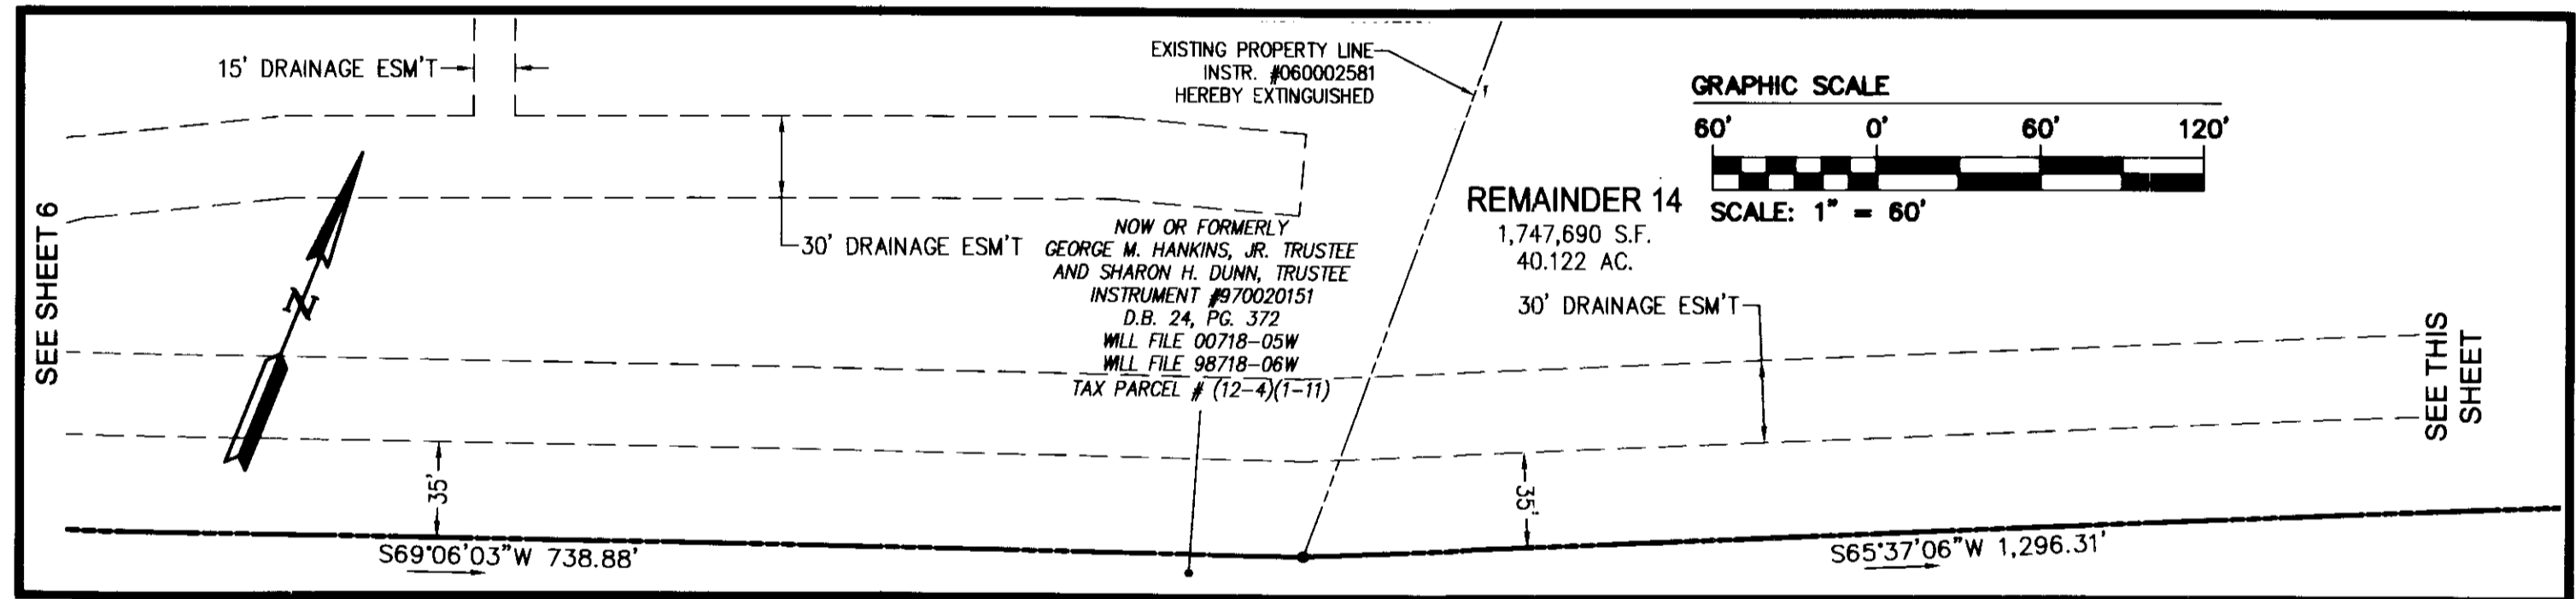 15' DRAINAGE ESM'T
EXISTING PROPERTY LINE
INSTR. #060002581
HEREBY EXTINGUISHED
GRAPHIC SCALE
60' 0' 60' 120'
SCALE: 1" = 60'
REMAINDER 14
1,747,690 S.F.
40.122 AC.
SEE SHEET 6
N
30' DRAINAGE ESM'T
NOW OR FORMERLY
GEORGE M. HANKINS, JR. TRUSTEE
AND SHARON H. DUNN, TRUSTEE
INSTRUMENT #970020151
D.B. 24, PG. 372
WILL FILE 00718-05W
WILL FILE 98718-06W
TAX PARCEL # (12-4)(1-11)
30' DRAINAGE ESM'T
SEE THIS
SHEET
35'
35'
S69°06'03"W 738.88'
S65°37'06"W 1,296.31'